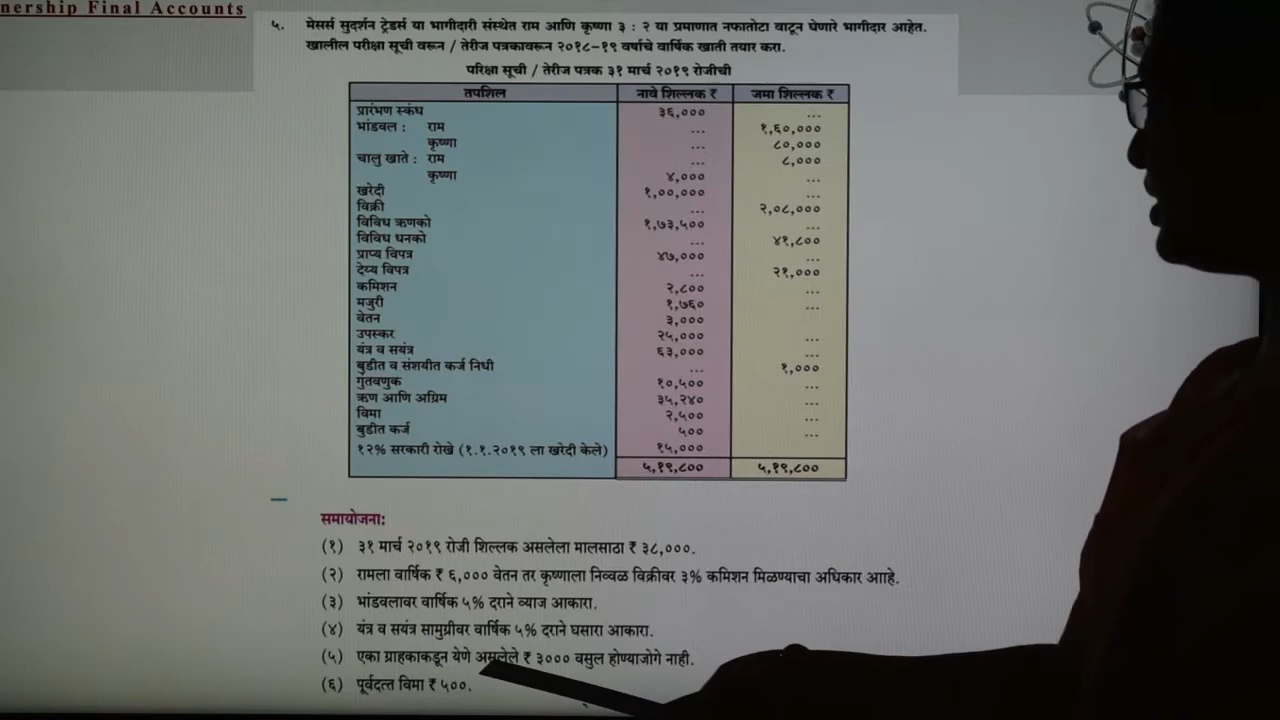 nership Final Accounts
५. मेसर्स सुदर्शन ट्रेडर्स या भागीदारी संस्थेत राम आणि कृष्णा ३ : २ या प्रमाणात नफातोटा वाटून घेणारे भागीदार आहेत.
खालील परीक्षा सूची वरून / तेरीज पत्रकावरून २०१८-१९ वर्षाचे वार्षिक खाती तयार करा.
परिक्षा सूची / तेरीज पत्रक ३१ मार्च २०१९ रोजीची
तपशिल नावे शिल्लक ₹ जमा शिल्लक ₹
प्रारंभण स्कंध ३६,००० ...
भांडवल : राम ... १,६०,०००
कृष्णा ... ८०,०००
चालु खाते : राम ... ८,०००
कृष्णा ४,००० ...
खरेदी १,००,००० ...
विक्री ... २,०८,०००
विविध ऋणको १,७३,५०० ...
विविध धनको ... ४१,८००
प्राप्य विपत्र ४७,००० ...
देय्य विपत्र ... २१,०००
कमिशन २,८०० ...
मजुरी १,७६० ...
वेतन ३,०००
उपस्कर २५,००० ...
यंत्र व सयंत्र ६३,००० ...
बुडीत व संशयीत कर्ज निधी ... १,०००
गुंतवणुक १०,५०० ...
ऋण आणि अग्रिम ३५,२४० ...
विमा २,५०० ...
बुडीत कर्ज ५०० ...
१२% सरकारी रोखे (१.१.२०१९ ला खरेदी केले) १५,०००
५,१९,८०० ५,१९,८००
समायोजना:
(१) ३१ मार्च २०१९ रोजी शिल्लक असलेला मालसाठा ₹ ३८,०००.
(२) रामला वार्षिक ₹ ६,००० वेतन तर कृष्णाला निव्वळ विक्रीवर ३% कमिशन मिळण्याचा अधिकार आाहे.
(३) भांडवलावर वार्षिक ५% दराने व्याज आकारा.
(४) यंत्र व सयंत्र सामुग्रीवर वार्षिक ५% दराने घसारा आकारा.
(५) एका ग्राहकाकडून येणे असलेले ₹ ३००० वसुल होण्याजोगे नाही.
(६) पूर्वदत्त विमा ₹ ५००.